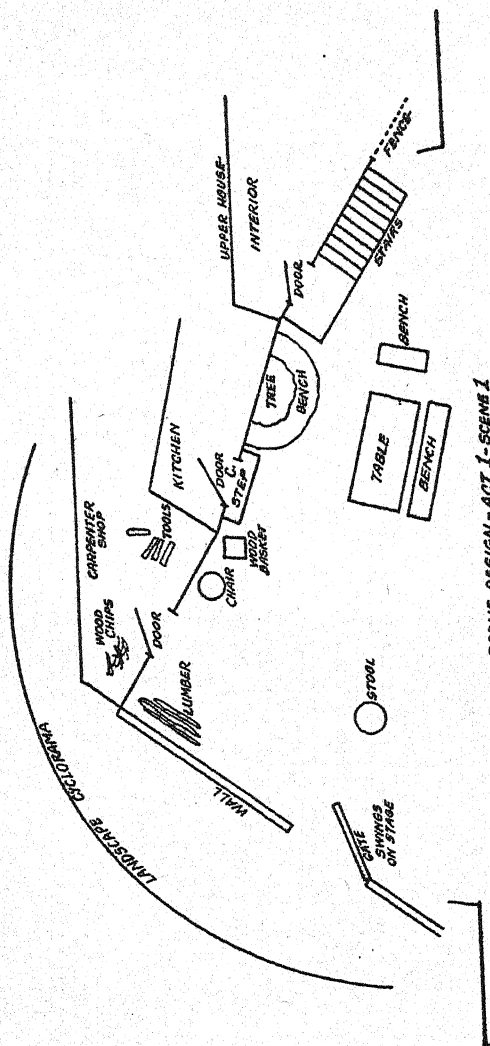 LANDSCAPE CYCLORAMA
CARPENTER
SHOP
WOOD
CHIPS
TOOLS
DOOR
LUMBER
WALL
KITCHEN
DOOR
C.
STEP
WOOD
BASKET
CHAIR
UPPER HOUSE
INTERIOR
DOOR
TREE
BENCH
STAIRS
FENCE
BENCH
TABLE
BENCH
STOOL
GATE
SWINGS
ON STAGE
SCENE DESIGN - ACT 1 - SCENE 1